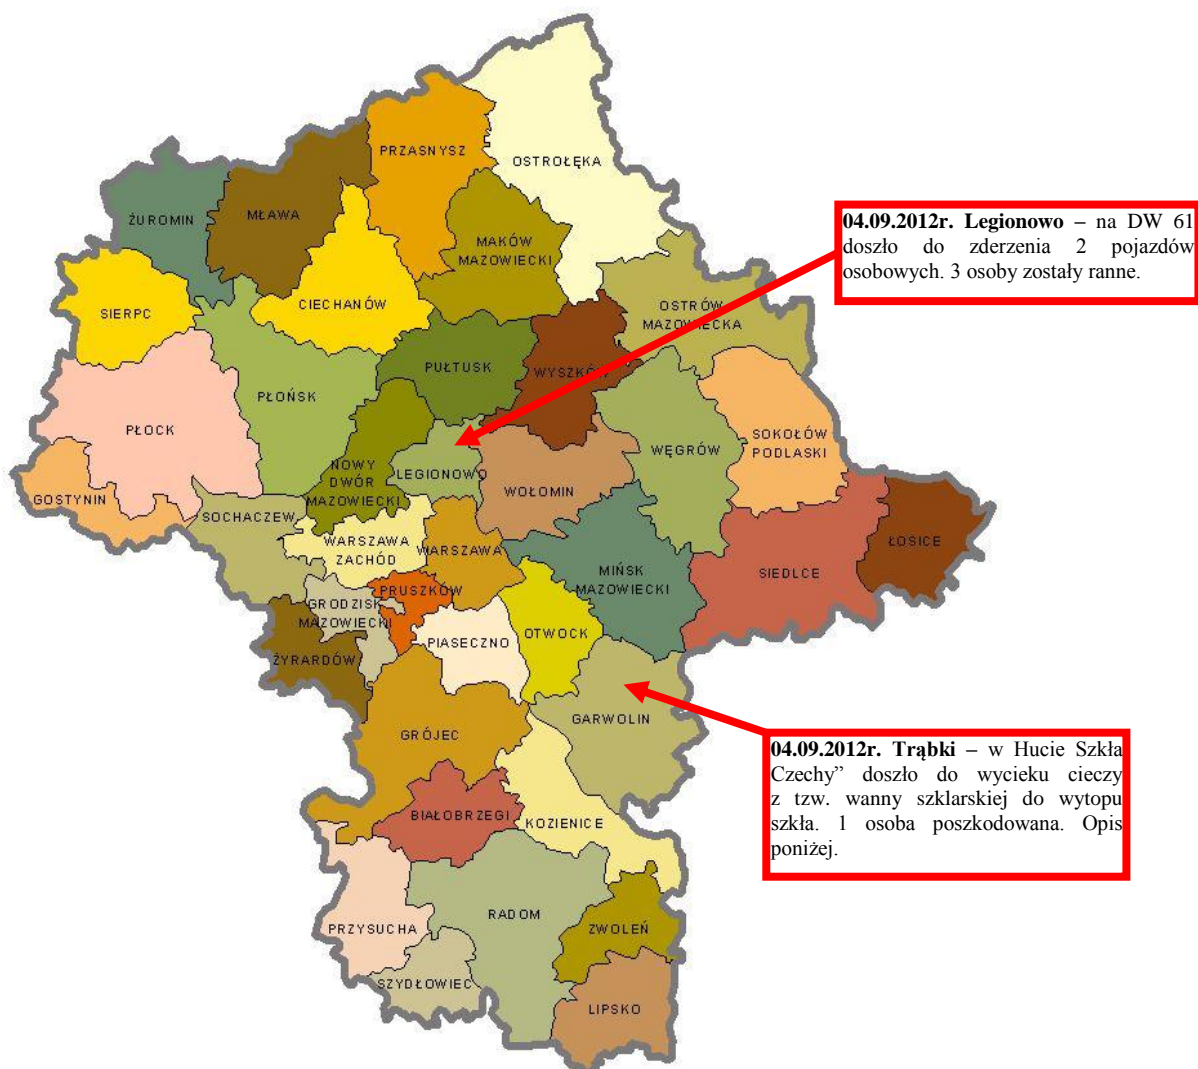 PRZASNYSZ
OSTROŁĘKA
ŻUROMIN
MŁAWA
MAKÓW
MAZOWIECKI
04.09.2012r. Legionowo – na DW 61
doszło do zderzenia 2 pojazdów
osobowych. 3 osoby zostały ranne.
SIERPC
CIECHANÓW
OSTRÓW
MAZOWIECKA
PUŁTUSK
WYSZKÓW
PŁOŃSK
PŁOCK
SOKOŁÓW
PODLASKI
WĘGRÓW
NOWY
DWÓR
MAZOWIECKI
LEGIONOWO
WOŁOMIN
GOSTYNIN
SOCHACZEW
WARSZAWA
ZACHÓD
WARSZAWA
MIŃSK
MAZOWIECKI
SIEDLCE
ŁOSICE
PRUSZKÓW
GRODZISK
MAZOWIECKI
PIASECZNO
OTWOCK
ŻYRARDÓW
GARWOLIN
GRÓJEC
04.09.2012r. Trąbki – w Hucie Szkła
Czechy” doszło do wycieku cieczy
z tzw. wanny szklarskiej do wytopu
szkła. 1 osoba poszkodowana. Opis
poniżej.
BIAŁOBRZEGI
KOZIENICE
RADOM
PRZYSUCHA
ZWOLEŃ
SZYDŁOWIEC
LIPSKO